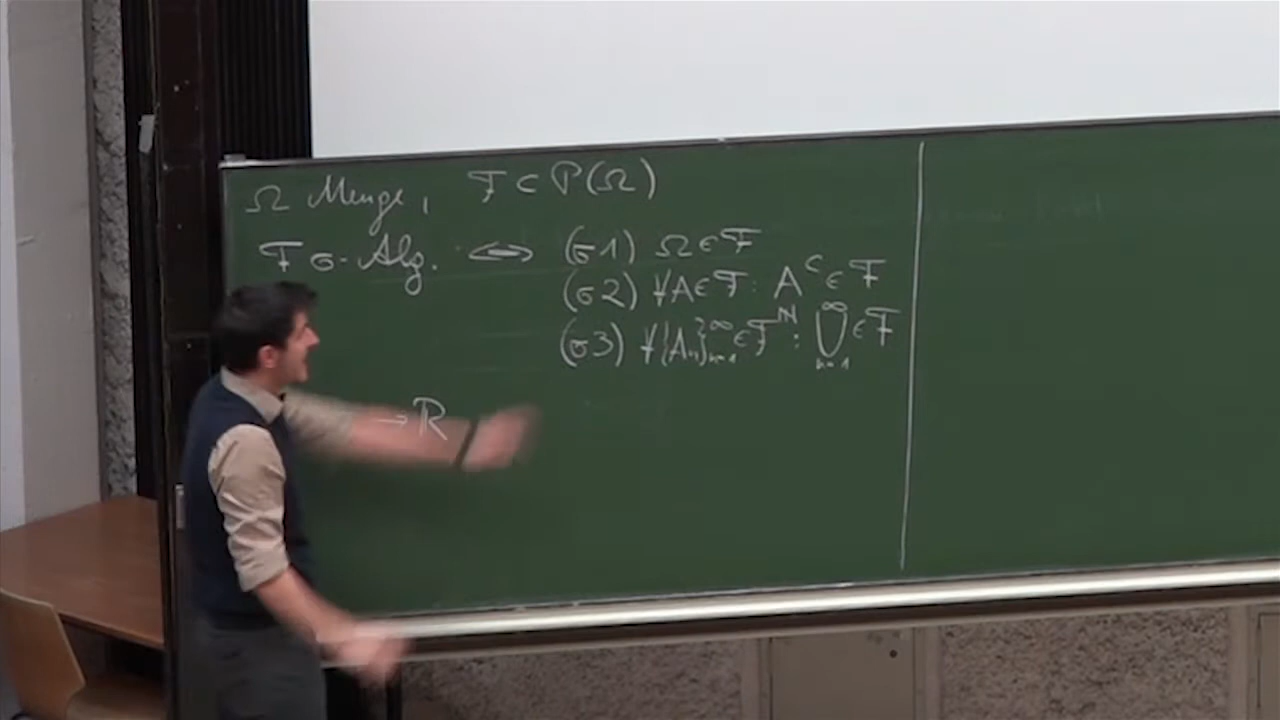 Ω Menge, F ⊂ P(Ω)
F σ-Alg. ⟺ (σ1) Ω ∈ F
(σ2) ∀A ∈ F : A^C ∈ F
(σ3) ∀{A_n}_{n=1}^∞ ∈ F^ℕ : ⋃_{n=1}^∞ ∈ F
→ ℝ